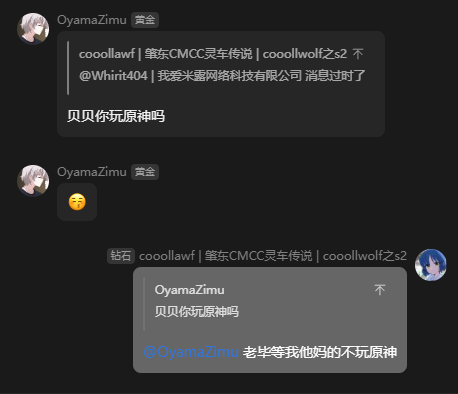 OyamaZimu 黄金
cooollawf | 肇东CMCC灵车传说 | cooollwolf之s2
@Whirit404 | 我爱米露网络科技有限公司 消息过时了
贝贝你玩原神吗
OyamaZimu 黄金
钻石 cooollawf | 肇东CMCC灵车传说 | cooollwolf之s2
OyamaZimu
贝贝你玩原神吗
@OyamaZimu 老毕等我他妈的不玩原神